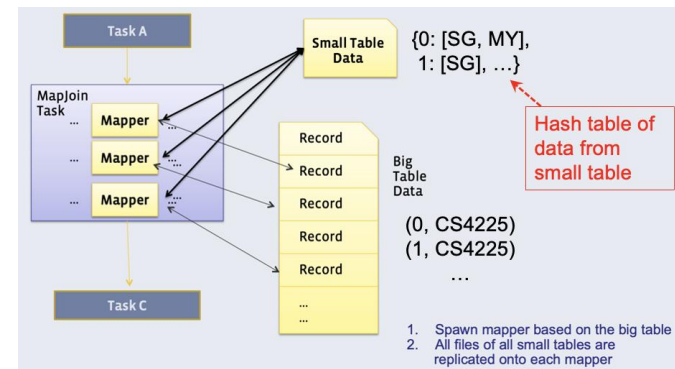 Task A
Small Table
Data
{0: [SG, MY],
1: [SG], ...}
MapJoin
Task
... Mapper ...
... Mapper ...
... Mapper ...
Hash table of
data from
small table
Record
Record
Record
Record
Record
...
...
Big
Table
Data
(0, CS4225)
(1, CS4225)
...
Task C
1. Spawn mapper based on the big table
2. All files of all small tables are
replicated onto each mapper